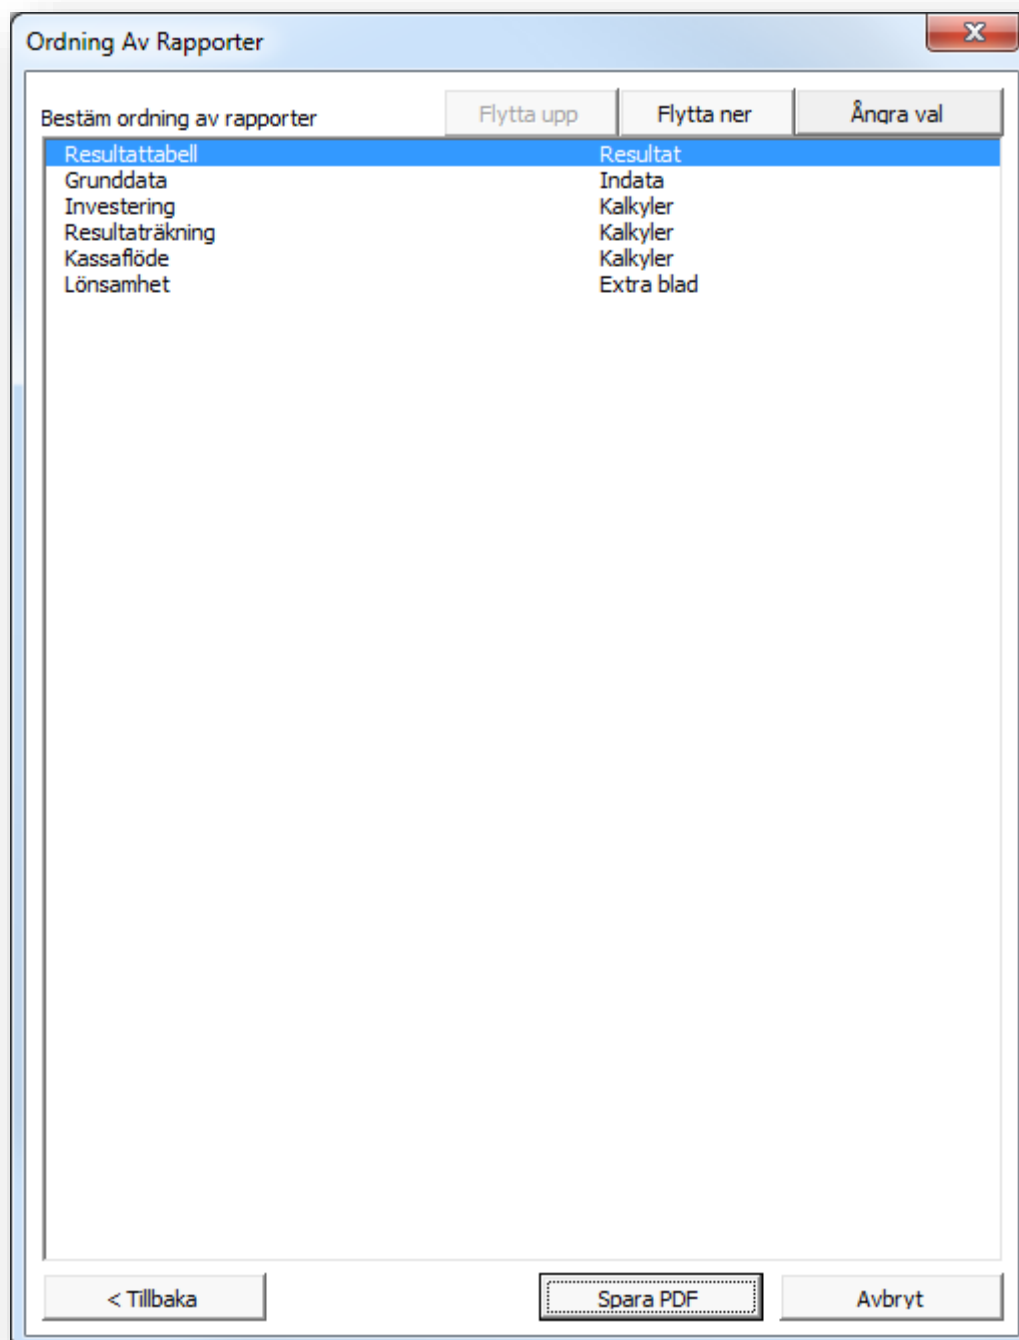 Ordning Av Rapporter
Bestäm ordning av rapporter Flytta upp Flytta ner Ångra val
Resultattabell Resultat
Grunddata Indata
Investering Kalkyler
Resultaträkning Kalkyler
Kassaflöde Kalkyler
Lönsamhet Extra blad
< Tillbaka Spara PDF Avbryt